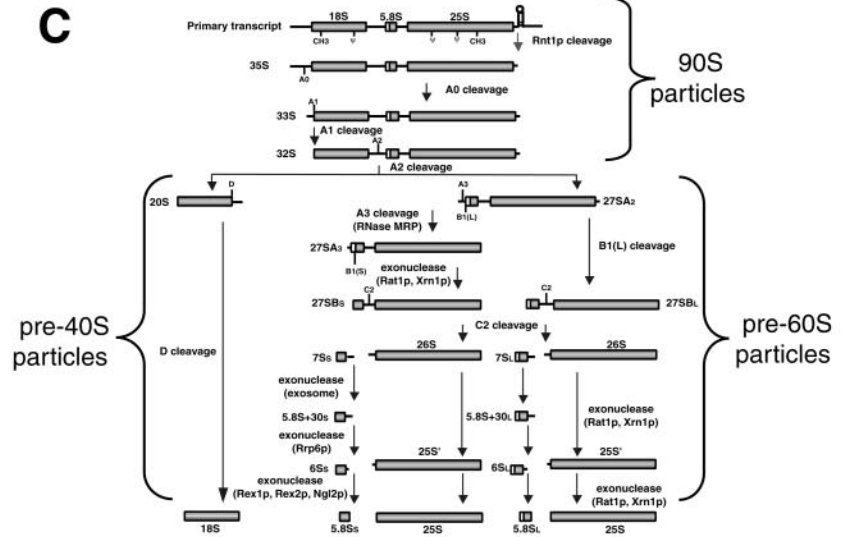 C
18S 5.8S 25S
Primary transcript
CH3 Ψ Ψ Ψ CH3
Rnt1p cleavage
35S
A0
A0 cleavage
90S
particles
A1
33S
A1 cleavage
A2
32S
A2 cleavage
D
20S
A3
27SA2
B1(L)
A3 cleavage
(RNase MRP)
B1(L) cleavage
27SA3
B1(S)
exonuclease
(Rat1p, Xrn1p)
C2
27SBS
C2
27SBL
C2 cleavage
pre-40S
particles
pre-60S
particles
D cleavage
26S
26S
7SS
7SL
exonuclease
(exosome)
5.8S+30S
5.8S+30L
exonuclease
(Rat1p, Xrn1p)
exonuclease
(Rrp6p)
25S'
25S'
6SS
6SL
exonuclease
(Rex1p, Rex2p, Ngl2p)
exonuclease
(Rat1p, Xrn1p)
18S
5.8SS
25S
5.8SL
25S